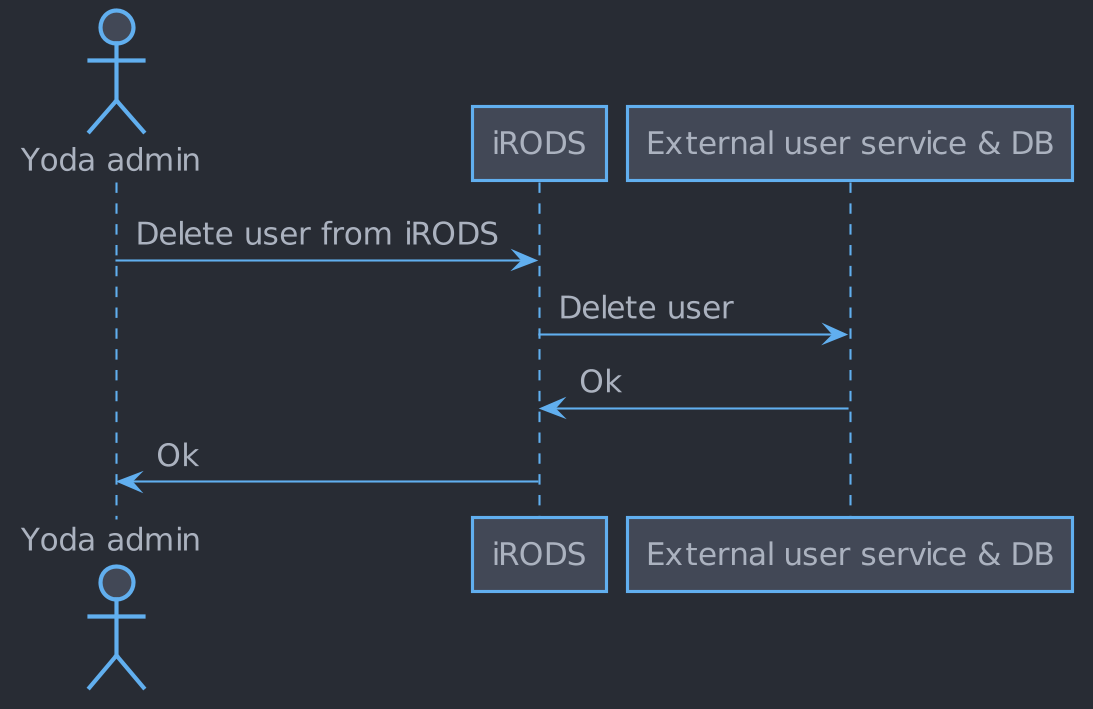 Yoda admin
iRODS
External user service & DB
Delete user from iRODS
Delete user
Ok
Ok
Yoda admin
iRODS
External user service & DB